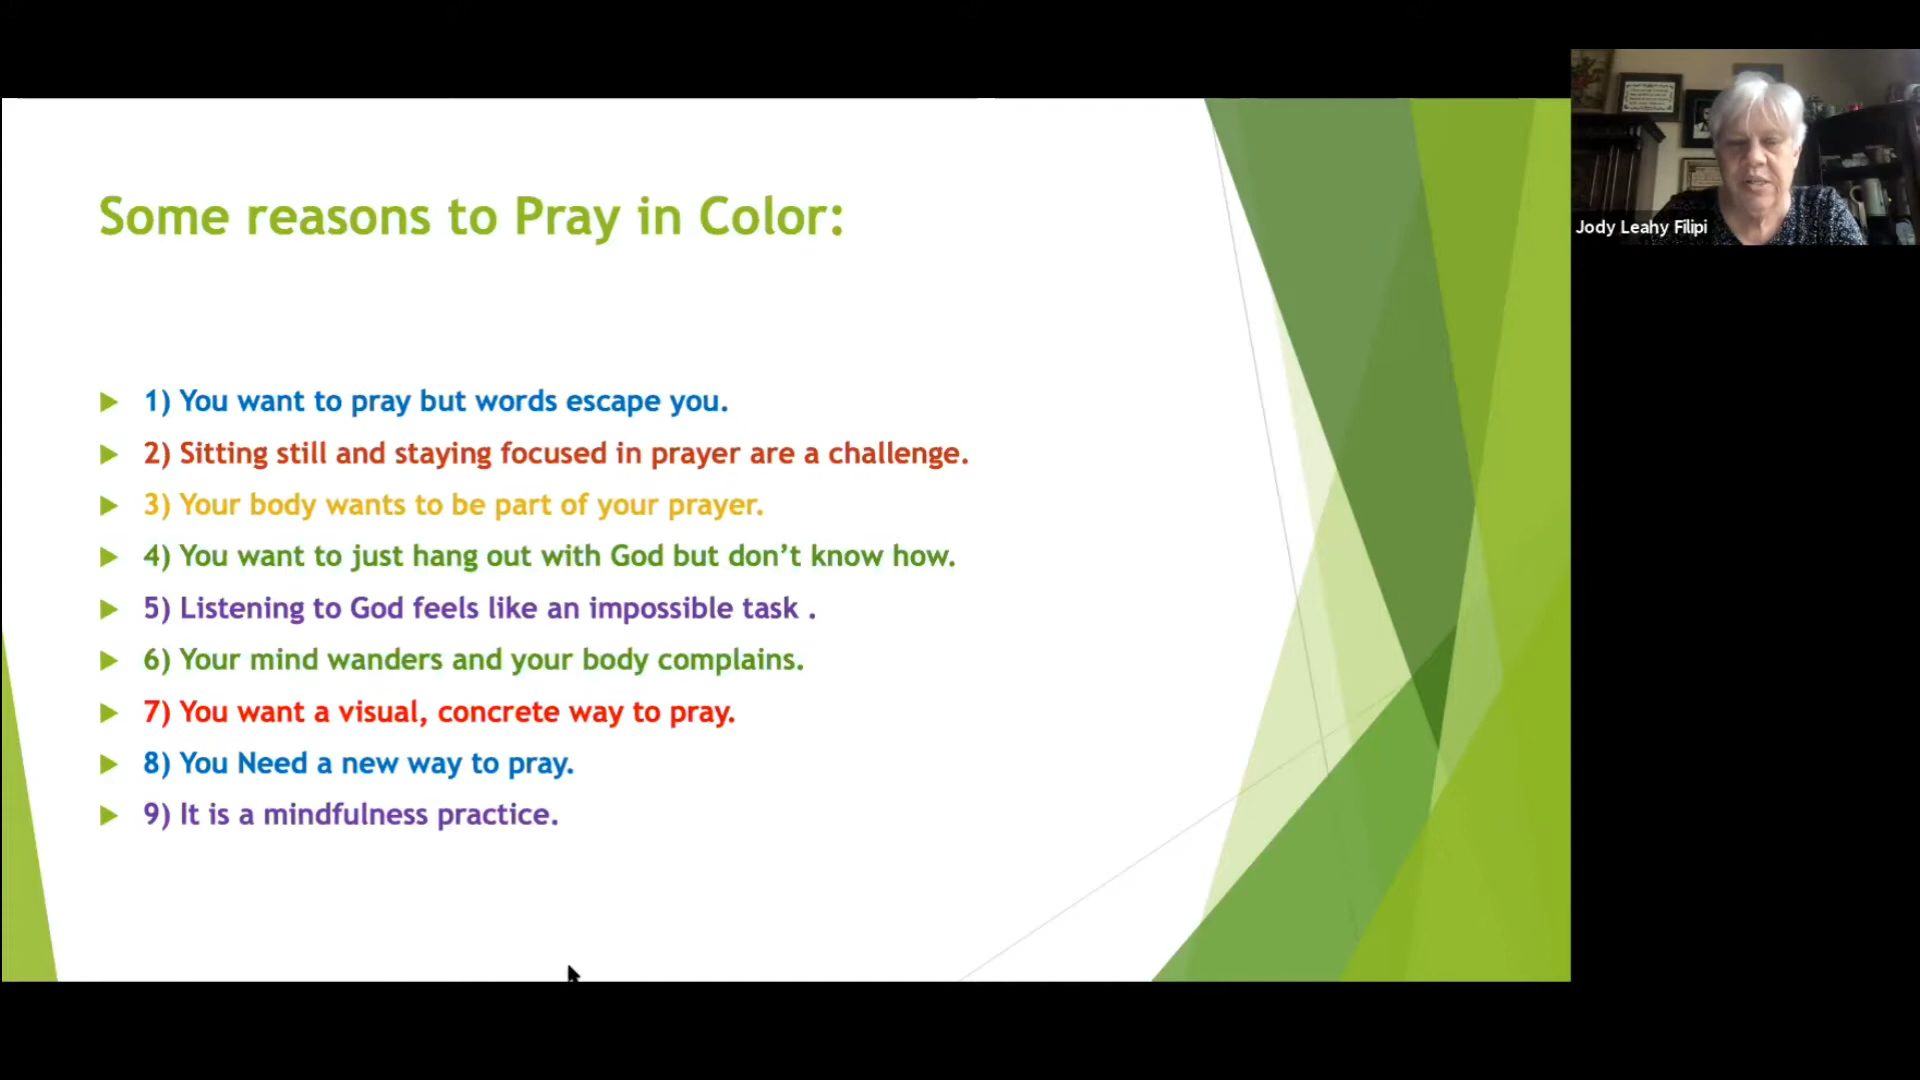 Some reasons to Pray in Color:
1) You want to pray but words escape you.
2) Sitting still and staying focused in prayer are a challenge.
3) Your body wants to be part of your prayer.
4) You want to just hang out with God but don’t know how.
5) Listening to God feels like an impossible task .
6) Your mind wanders and your body complains.
7) You want a visual, concrete way to pray.
8) You Need a new way to pray.
9) It is a mindfulness practice.
Jody Leahy Filipi